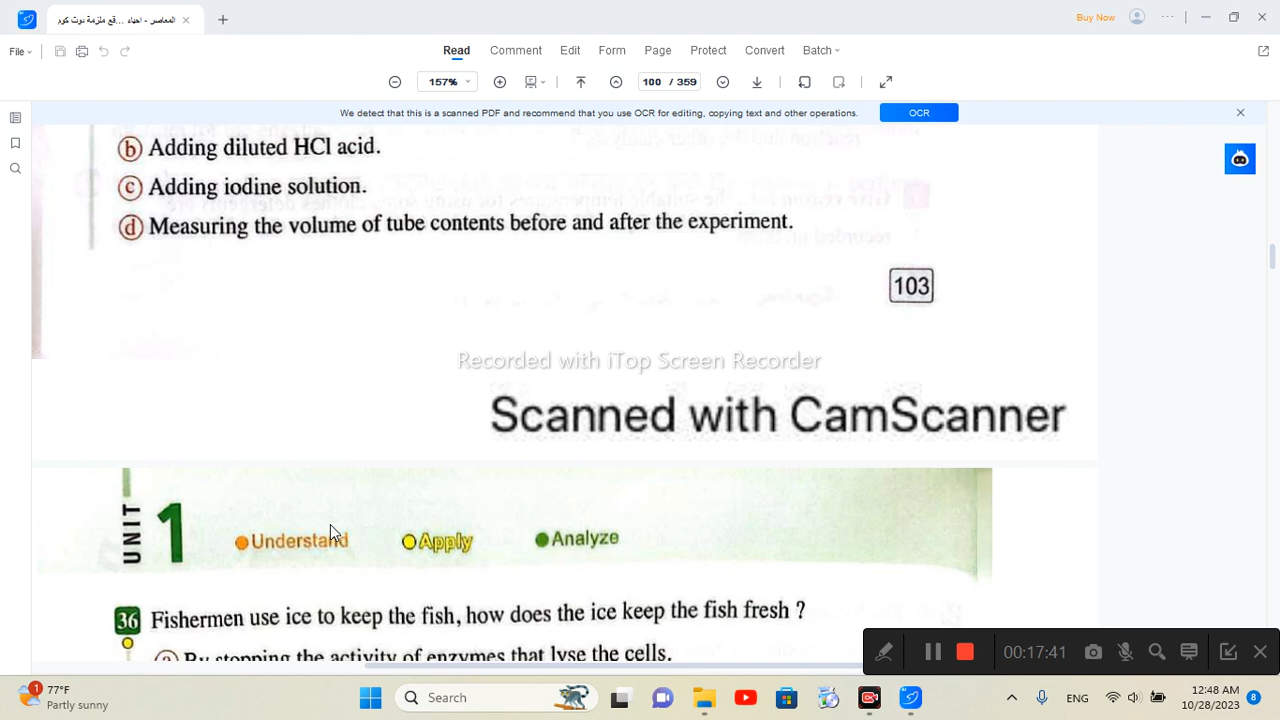 المعاصر - احياء ...قع ملزمة دوت كوم
Buy Now
File
Read
Comment
Edit
Form
Page
Protect
Convert
Batch
157%
100 / 359
We detect that this is a scanned PDF and recommend that you use OCR for editing, copying text and other operations.
OCR
b Adding diluted HCl acid.
c Adding iodine solution.
d Measuring the volume of tube contents before and after the experiment.
103
Recorded with iTop Screen Recorder
Scanned with CamScanner
UNIT 1
Understand
Apply
Analyze
36 Fishermen use ice to keep the fish, how does the ice keep the fish fresh ?
a By stopping the activity of enzymes that lyse the cells.
00:17:41
1
77°F
Partly sunny
Search
ENG
12:48 AM
10/28/2023
8